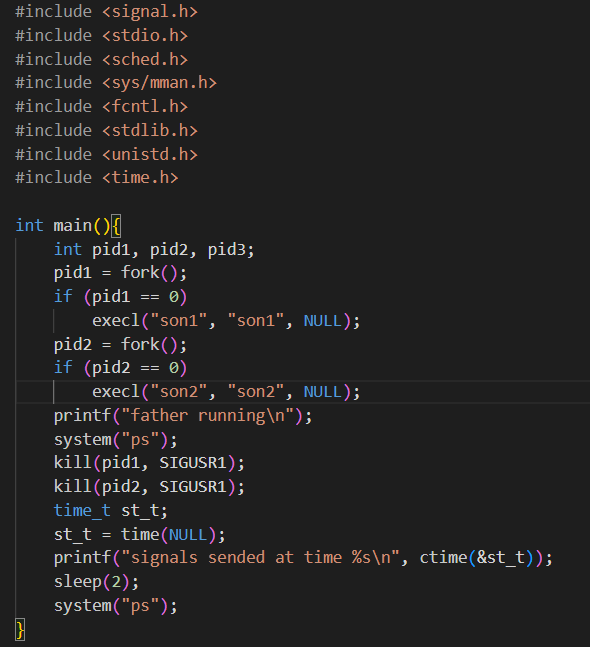 #include <signal.h>
#include <stdio.h>
#include <sched.h>
#include <sys/mman.h>
#include <fcntl.h>
#include <stdlib.h>
#include <unistd.h>
#include <time.h>

int main(){
    int pid1, pid2, pid3;
    pid1 = fork();
    if (pid1 == 0)
        execl("son1", "son1", NULL);
    pid2 = fork();
    if (pid2 == 0)
        execl("son2", "son2", NULL);
    printf("father running\n");
    system("ps");
    kill(pid1, SIGUSR1);
    kill(pid2, SIGUSR1);
    time_t st_t;
    st_t = time(NULL);
    printf("signals sended at time %s\n", ctime(&st_t));
    sleep(2);
    system("ps");
}